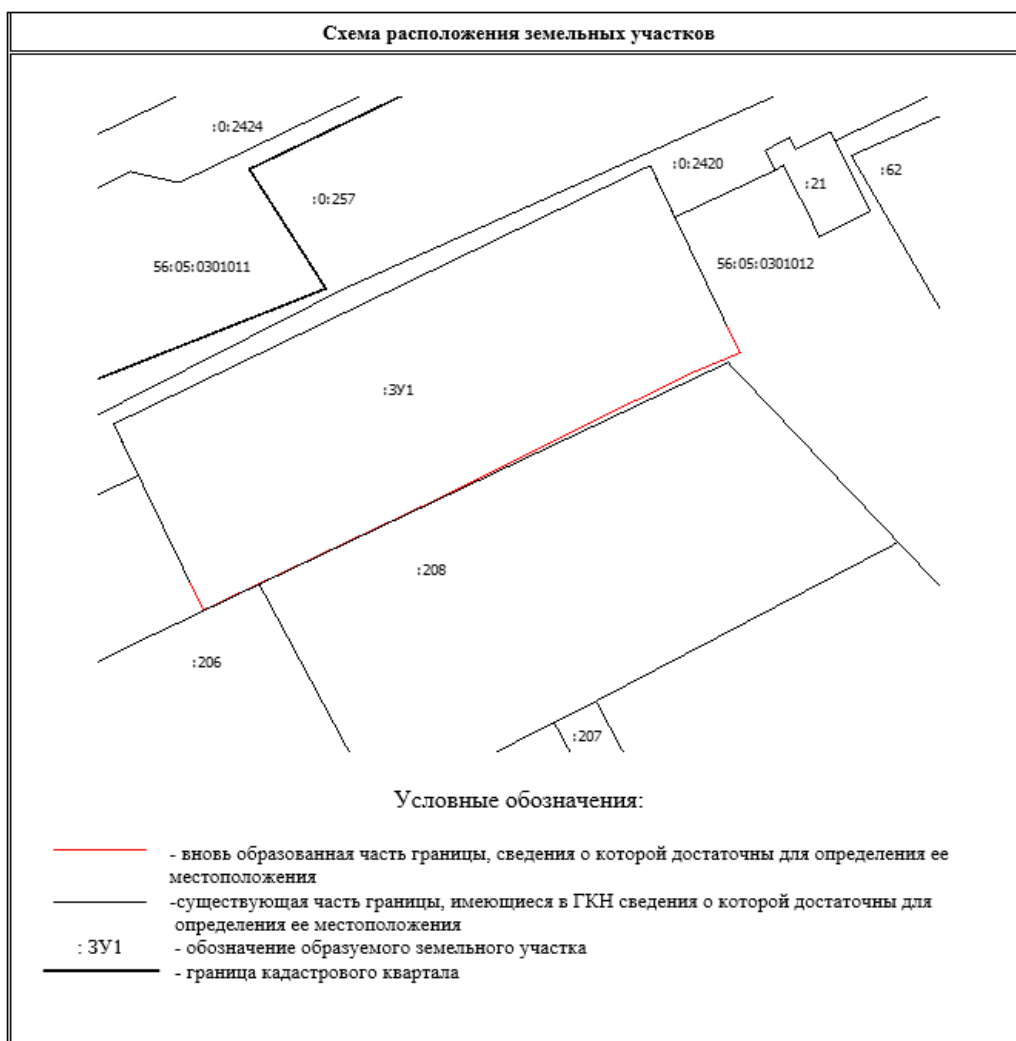 Схема расположения земельных участков
:0:2424
:0:2420
:62
:21
:0:257
56:05:0301011
56:05:0301012
:ЗУ1
:208
:206
:207
Условные обозначения:
- вновь образованная часть границы, сведения о которой достаточны для определения ее
местоположения
-существующая часть границы, имеющиеся в ГКН сведения о которой достаточны для
определения ее местоположения
: ЗУ1 - обозначение образуемого земельного участка
- граница кадастрового квартала